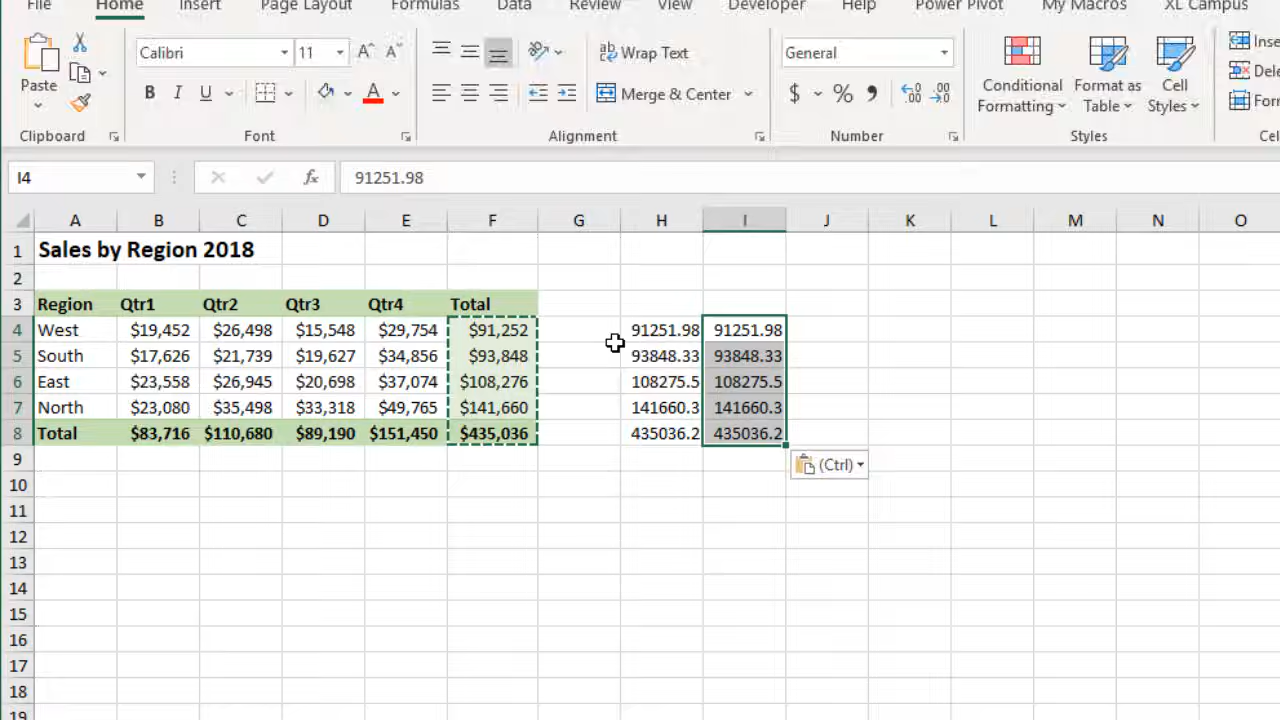 File Home Insert Page Layout Formulas Data Review View Developer Help Power Pivot My Macros XL Campus
Calibri 11 A^ A Wrap Text General Inse
Paste Conditional Format as Cell Dele
B I U A Merge & Center $ % , .00 Formatting Table Styles Form
Clipboard Font Alignment Number Styles Cel
I4 fx 91251.98
A B C D E F G H I J K L M N O
1 Sales by Region 2018
2
3 Region Qtr1 Qtr2 Qtr3 Qtr4 Total
4 West $19,452 $26,498 $15,548 $29,754 $91,252 91251.98 91251.98
5 South $17,626 $21,739 $19,627 $34,856 $93,848 93848.33 93848.33
6 East $23,558 $26,945 $20,698 $37,074 $108,276 108275.5 108275.5
7 North $23,080 $35,498 $33,318 $49,765 $141,660 141660.3 141660.3
8 Total $83,716 $110,680 $89,190 $151,450 $435,036 435036.2 435036.2
9 (Ctrl)
10
11
12
13
14
15
16
17
18
19